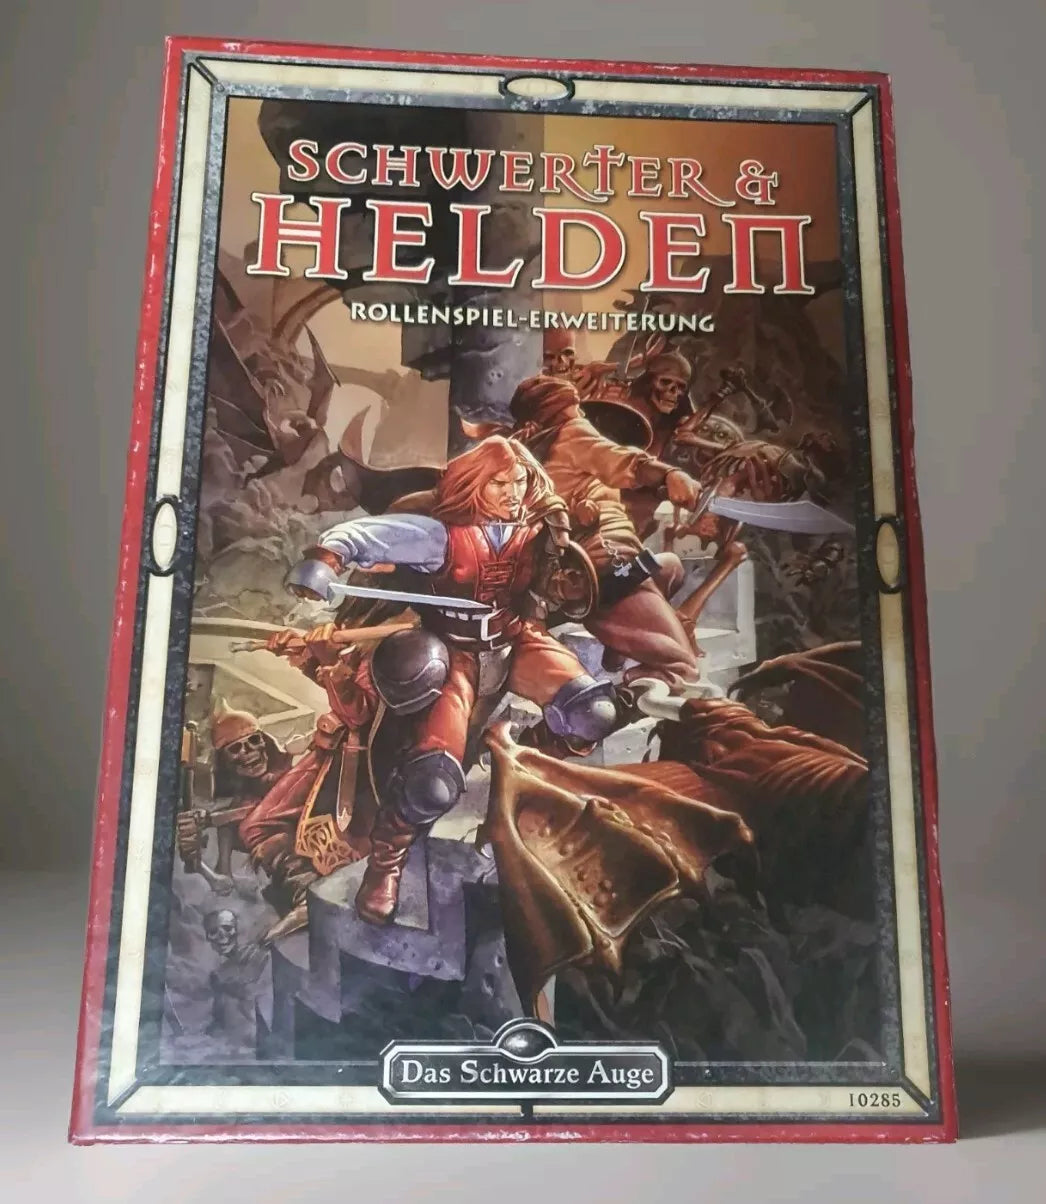 SCHWERTER &
HELDEN
ROLLENSPIEL-ERWEITERUNG
Das Schwarze Auge
10285